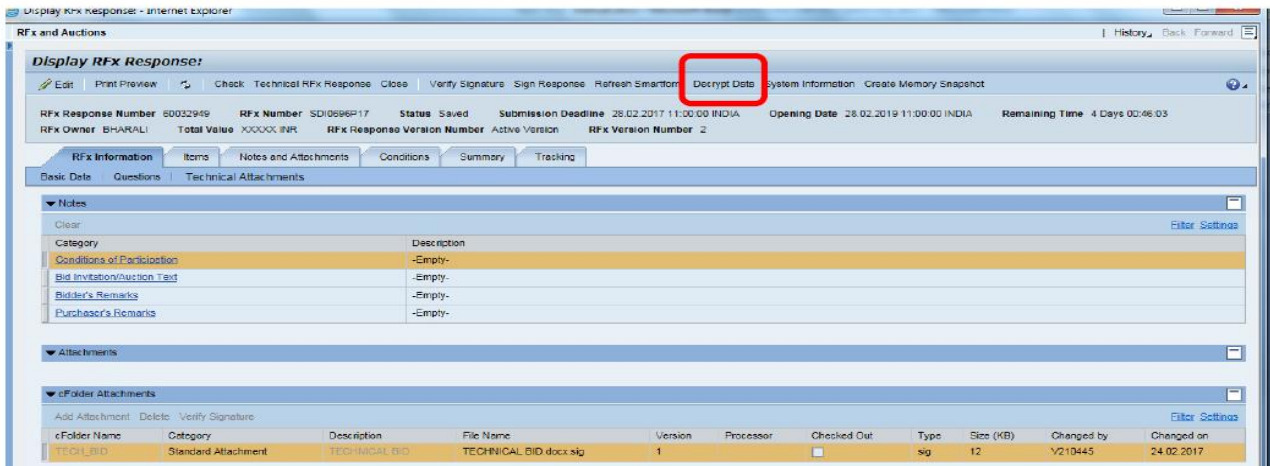 Display RFx Response: - Internet Explorer
RFx and Auctions
History Back Forward
Display RFx Response:
Edit Print Preview Check Technical RFx Response Close Verify Signature Sign Response Refresh Smartform Decrypt Data System Information Create Memory Snapshot
RFx Response Number 60032949 RFx Number SDI0696P17 Status Saved Submission Deadline 28.02.2017 11:00:00 INDIA Opening Date 28.02.2019 11:00:00 INDIA Remaining Time 4 Days 00:46:03
RFx Owner BHARALI Total Value XXXXX INR RFx Response Version Number Active Version RFx Version Number 2
RFx Information Items Notes and Attachments Conditions Summary Tracking
Basic Data Questions Technical Attachments
Notes
Clear Filter Settings
Category Description
Conditions of Participation -Empty-
Bid Invitation/Auction Text -Empty-
Bidder's Remarks -Empty-
Purchaser's Remarks -Empty-
Attachments
cFolder Attachments
Add Attachment Delete Verify Signature Filter Settings
cFolder Name Category Description File Name Version Processor Checked Out Type Size (KB) Changed by Changed on
TECH_BID Standard Attachment TECHNICAL BID TECHNICAL BID.docx.sig 1 sig 12 V210445 24.02.2017